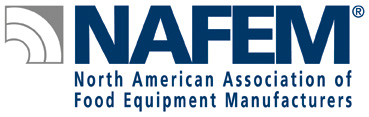 NAFEM®
North American Association of
Food Equipment Manufacturers